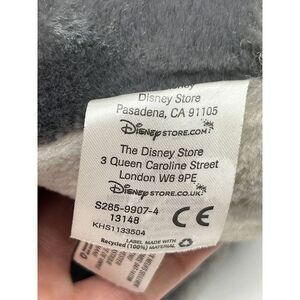 Disney Store
Pasadena, CA 91105
DisneySTORE.COM
The Disney Store
3 Queen Caroline Street
London W6 9PE
DisneySTORE.CO.UK
S285-9907-4
13148
KHS1133504
CE
LABEL MADE WITH
Recycled (100%) MATERIAL